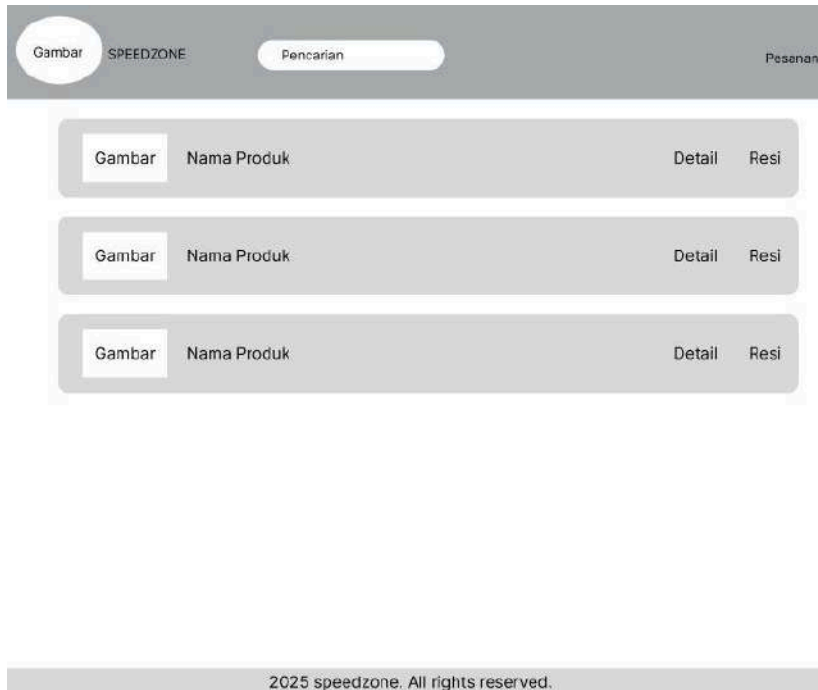 Gambar SPEEDZONE Pencarian Pesanan
Gambar Nama Produk Detail Resi
Gambar Nama Produk Detail Resi
Gambar Nama Produk Detail Resi
2025 speedzone. All rights reserved.